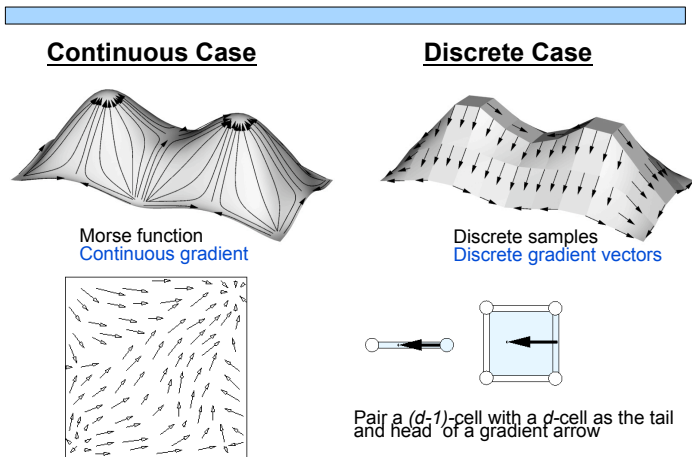 Continuous Case
Morse function
Continuous gradient
Discrete Case
Discrete samples
Discrete gradient vectors
Pair a (d-1)-cell with a d-cell as the tail
and head of a gradient arrow